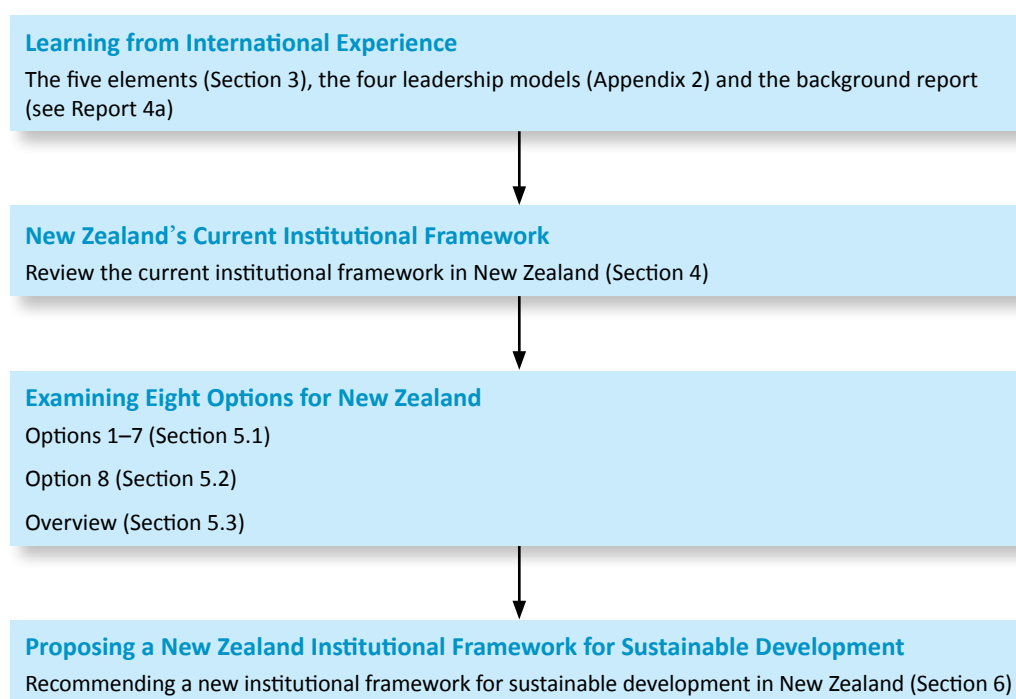 Learning from International Experience
The five elements (Section 3), the four leadership models (Appendix 2) and the background report
(see Report 4a)
New Zealand's Current Institutional Framework
Review the current institutional framework in New Zealand (Section 4)
Examining Eight Options for New Zealand
Options 1–7 (Section 5.1)
Option 8 (Section 5.2)
Overview (Section 5.3)
Proposing a New Zealand Institutional Framework for Sustainable Development
Recommending a new institutional framework for sustainable development in New Zealand (Section 6)